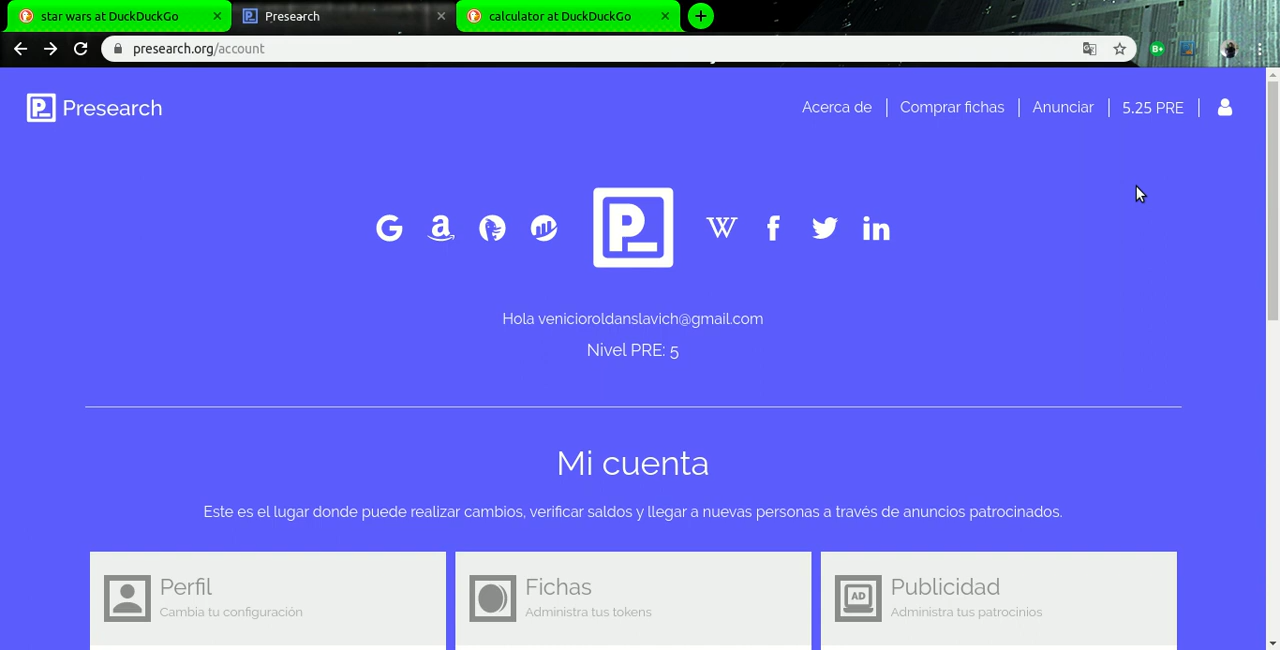 star wars at DuckDuckGo
Presearch
calculator at DuckDuckGo
presearch.org/account
B+
Presearch
Acerca de
Comprar fichas
Anunciar
5.25 PRE
Hola venicioroldanslavich@gmail.com
Nivel PRE: 5
Mi cuenta
Este es el lugar donde puede realizar cambios, verificar saldos y llegar a nuevas personas a través de anuncios patrocinados.
Perfil
Cambia tu configuración
Fichas
Administra tus tokens
AD
Publicidad
Administra tus patrocinios